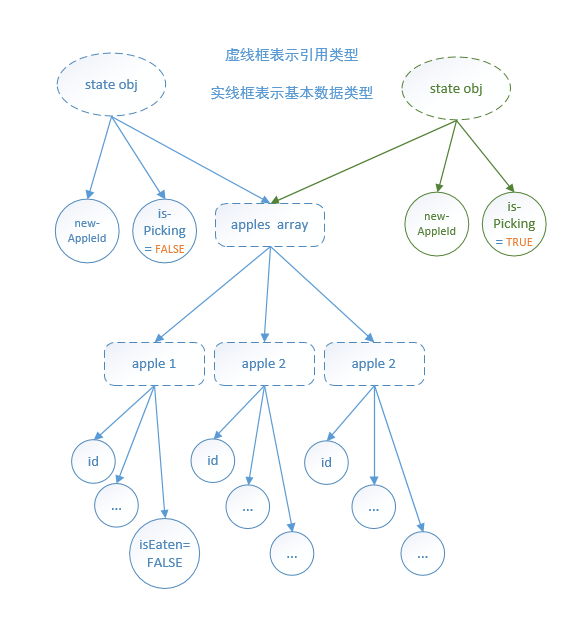 虚线框表示引用类型
实线框表示基本数据类型
state obj
state obj
new-
AppleId
is-
Picking
= FALSE
apples array
new-
AppleId
is-
Picking
= TRUE
apple 1
apple 2
apple 2
id
...
isEaten=
FALSE
id
...
...
id
...
...